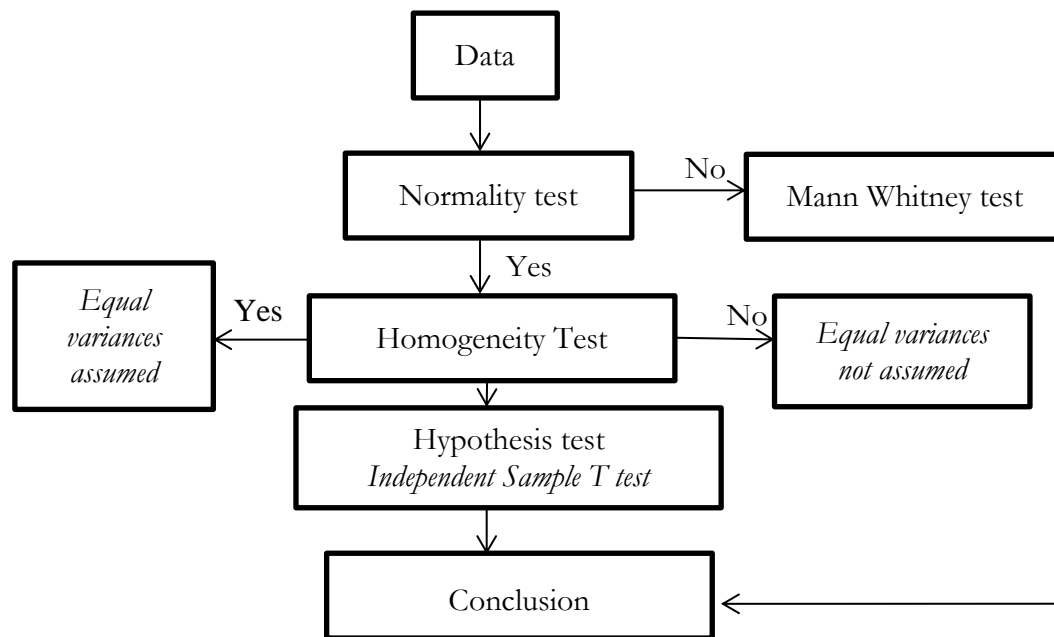 Data
Normality test
No
Mann Whitney test
Yes
Equal
variances
assumed
Yes
Homogeneity Test
No
Equal variances
not assumed
Hypothesis test
Independent Sample T test
Conclusion